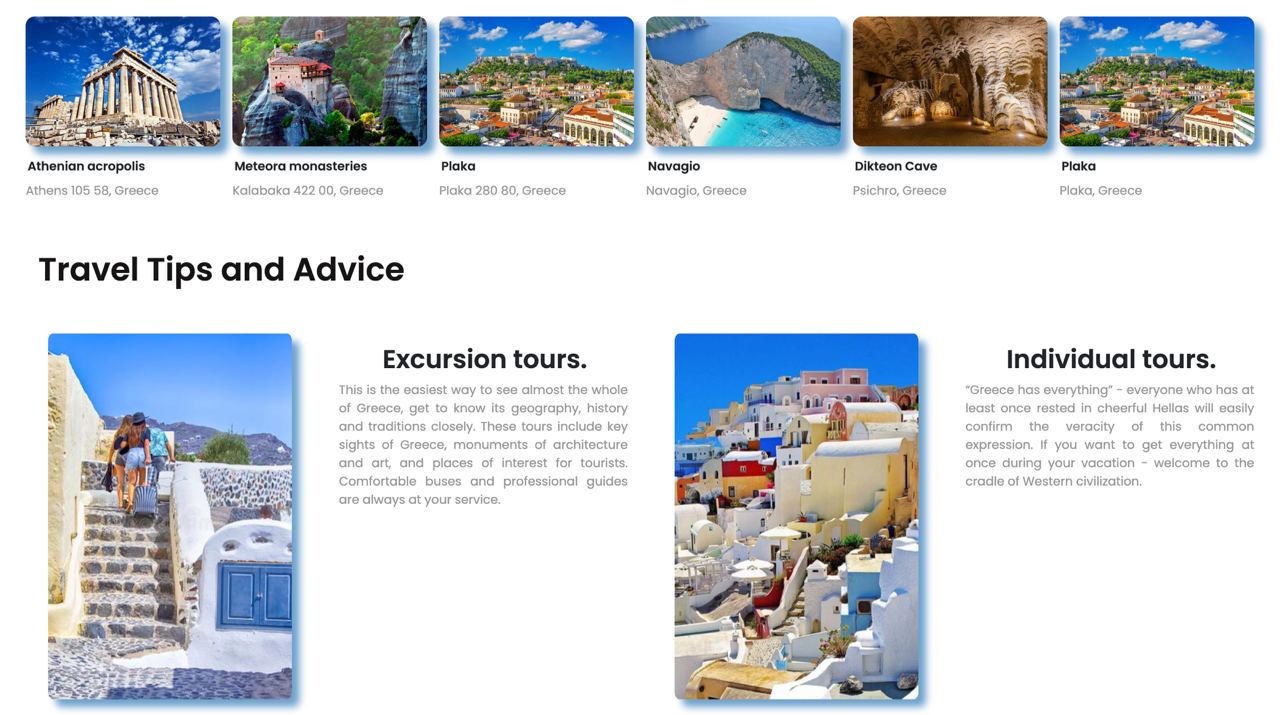 Athenian acropolis
Athens 105 58, Greece
Meteora monasteries
Kalabaka 422 00, Greece
Plaka
Plaka 280 80, Greece
Navagio
Navagio, Greece
Dikteon Cave
Psichro, Greece
Plaka
Plaka, Greece
Travel Tips and Advice
Excursion tours.
This is the easiest way to see almost the whole
of Greece, get to know its geography, history
and traditions closely. These tours include key
sights of Greece, monuments of architecture
and art, and places of interest for tourists.
Comfortable buses and professional guides
are always at your service.
Individual tours.
“Greece has everything” - everyone who has at
least once rested in cheerful Hellas will easily
confirm the veracity of this common
expression. If you want to get everything at
once during your vacation - welcome to the
cradle of Western civilization.